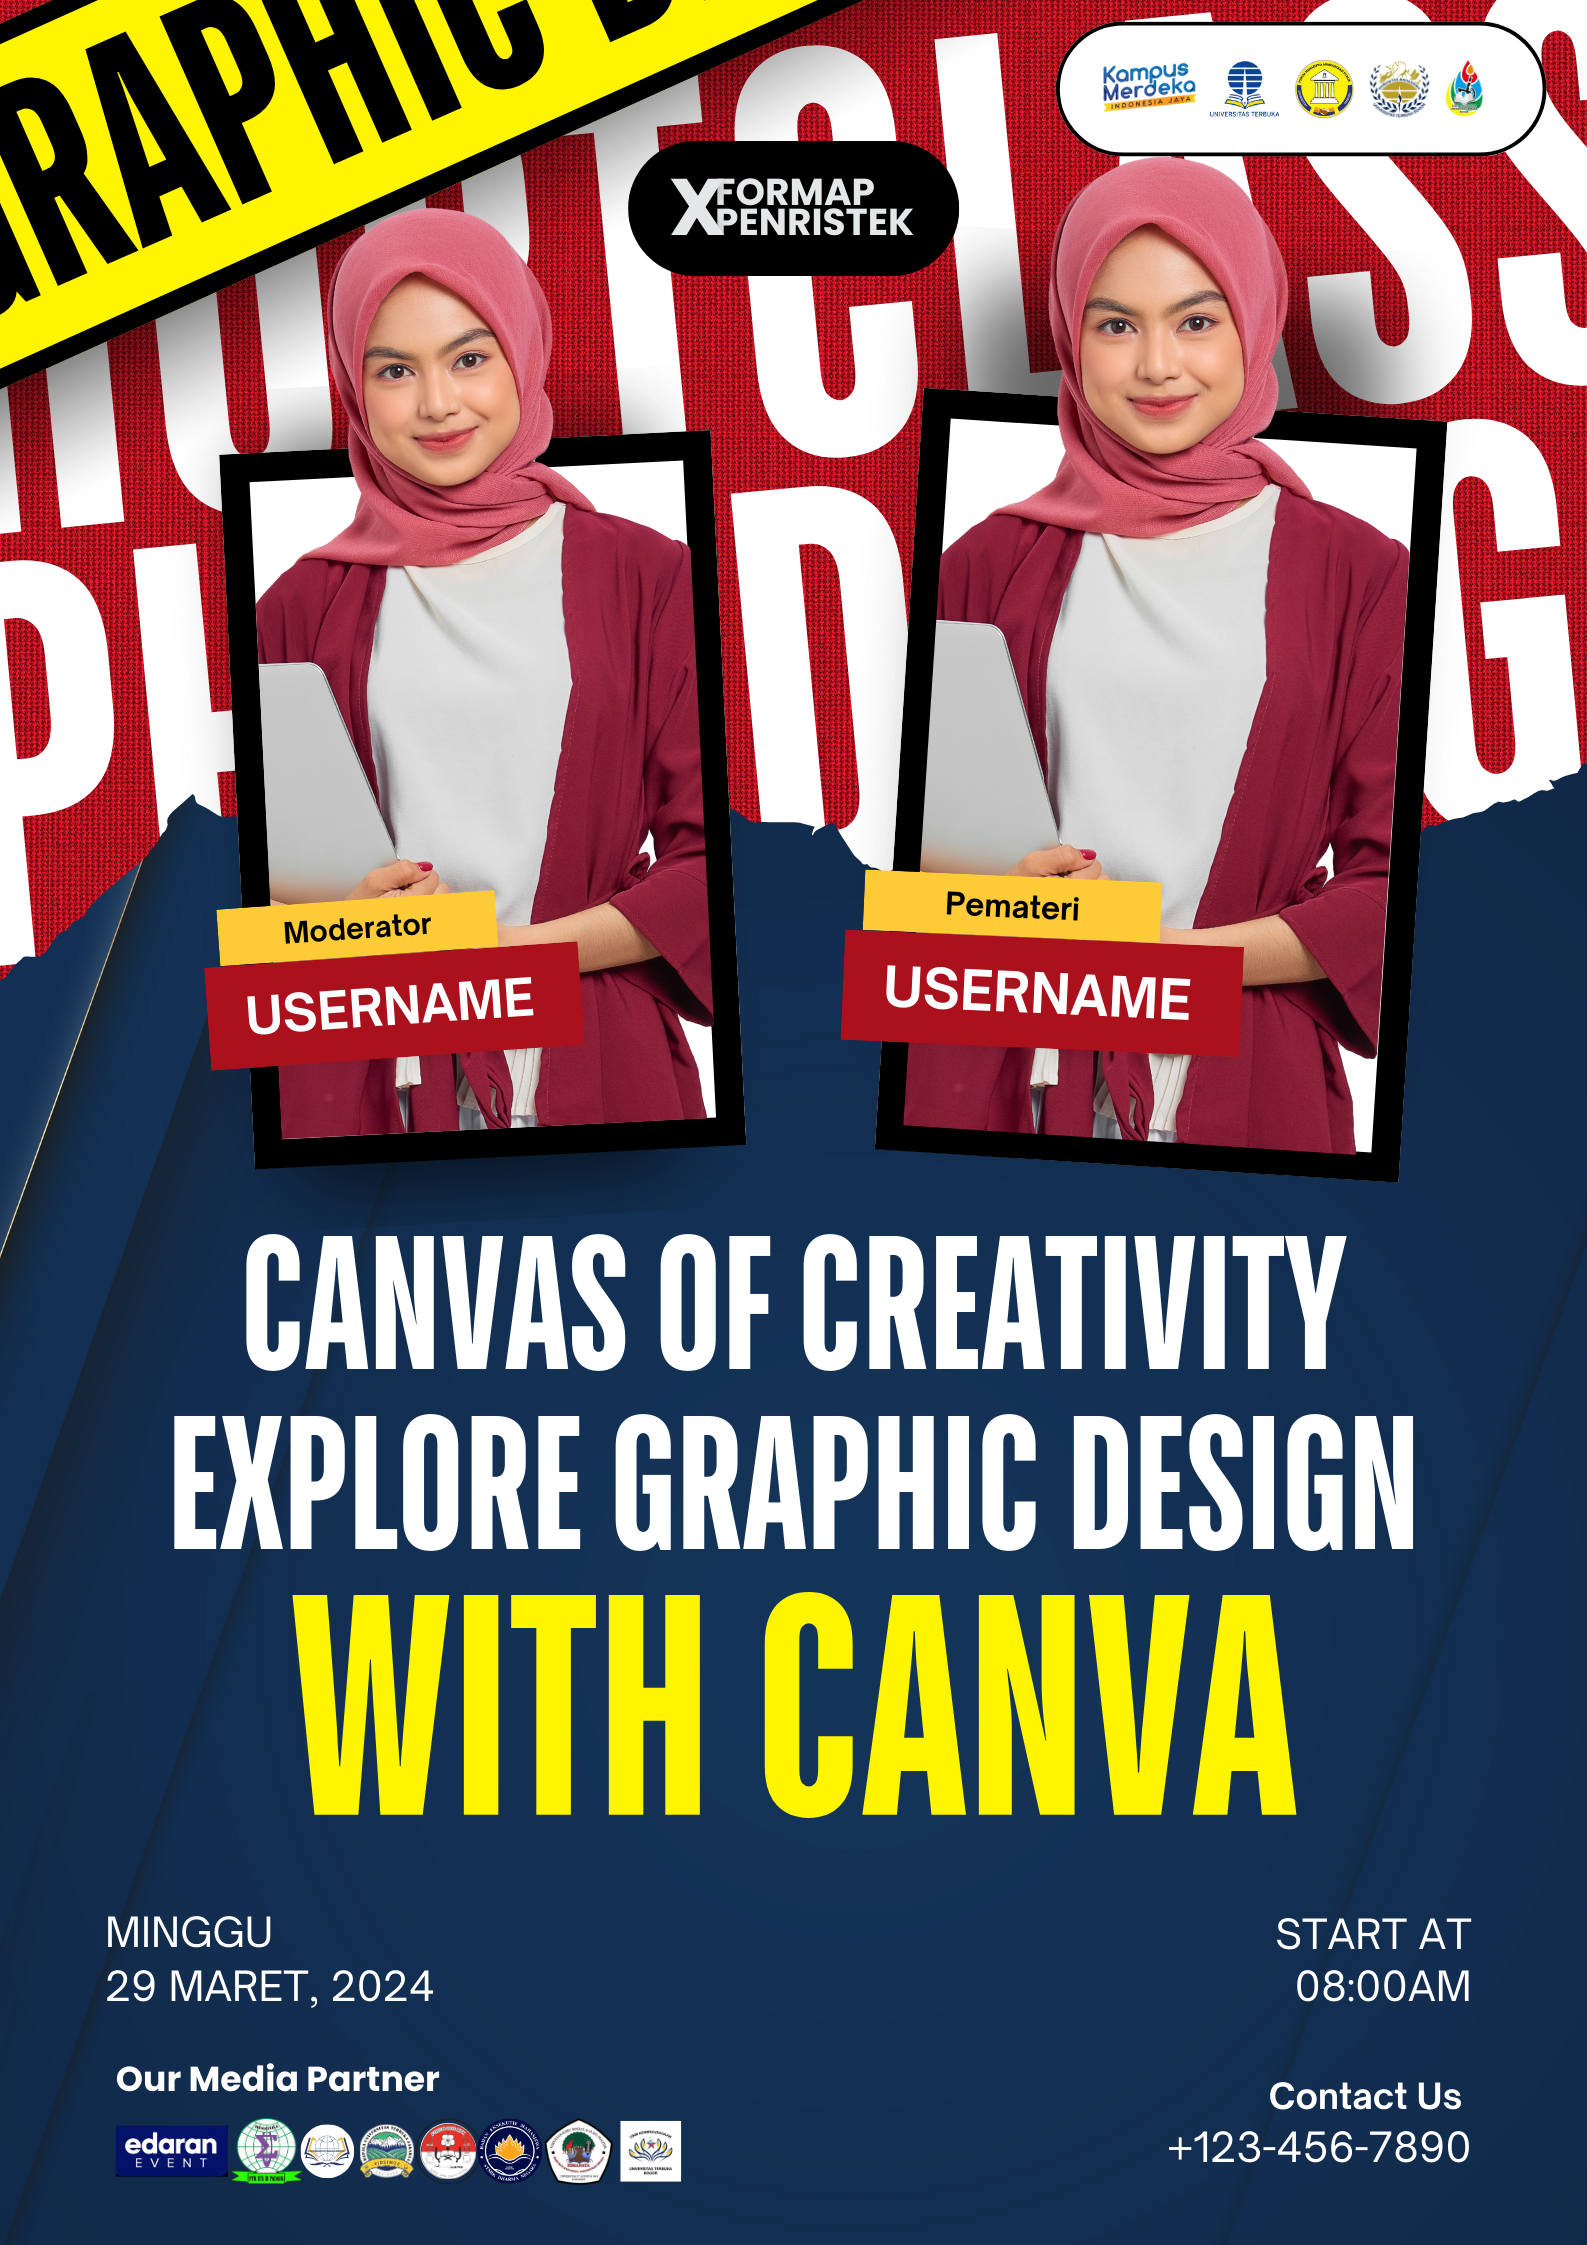 GRAPHIC
Kampus
Merdeka
INDONESIA JAYA
UNIVERSITAS TERBUKA
XFORMAP
PENRISTEK
Moderator
USERNAME
Pemateri
USERNAME
CANVAS OF CREATIVITY
EXPLORE GRAPHIC DESIGN
WITH CANVA
MINGGU
29 MARET, 2024
START AT
08:00AM
Our Media Partner
edaran
EVENT
Contact Us
+123-456-7890